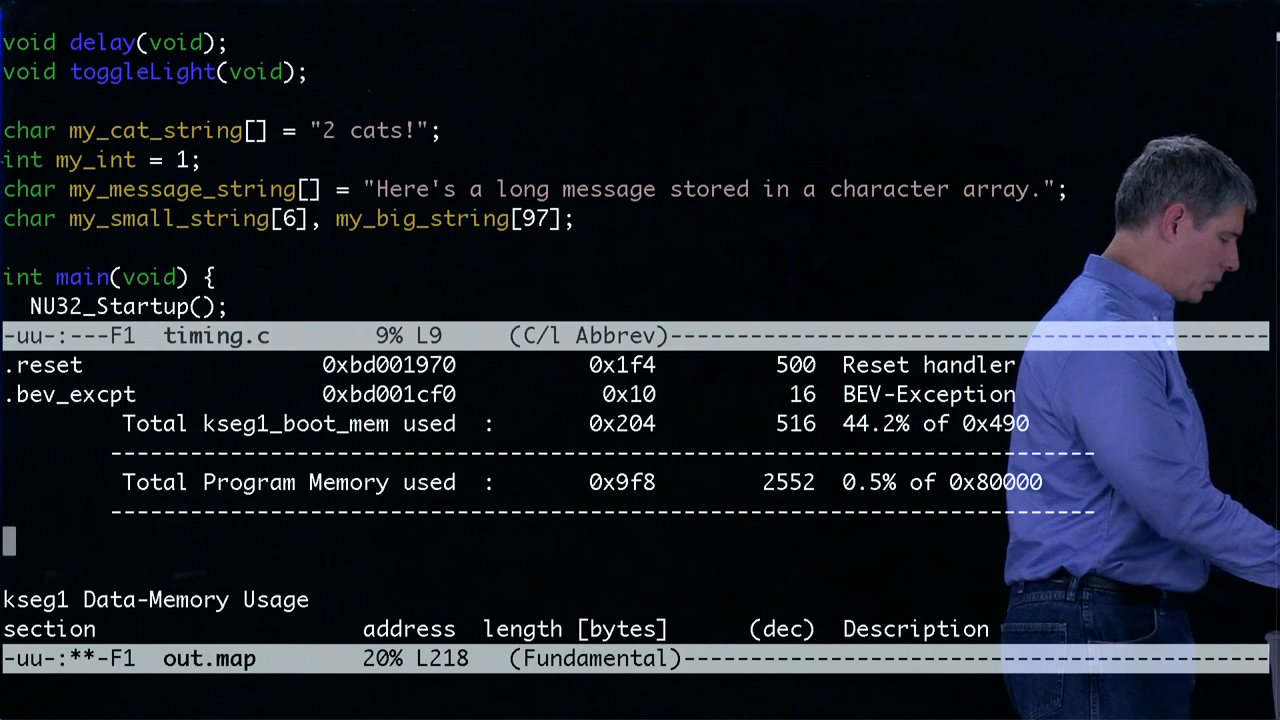 void delay(void);
void toggleLight(void);
char my_cat_string[] = "2 cats!";
int my_int = 1;
char my_message_string[] = "Here's a long message stored in a character array.";
char my_small_string[6], my_big_string[97];
int main(void) {
NU32_Startup();
-uu-:---F1 timing.c 9% L9 (C/l Abbrev)---------------------------------------------
.reset 0xbd001970 0x1f4 500 Reset handler
.bev_excpt 0xbd001cf0 0x10 16 BEV-Exception
Total kseg1_boot_mem used : 0x204 516 44.2% of 0x490
--------------------------------------------------------------------------
Total Program Memory used : 0x9f8 2552 0.5% of 0x80000
--------------------------------------------------------------------------
kseg1 Data-Memory Usage
section address length [bytes] (dec) Description
-uu-:**-F1 out.map 20% L218 (Fundamental)--------------------------------------------